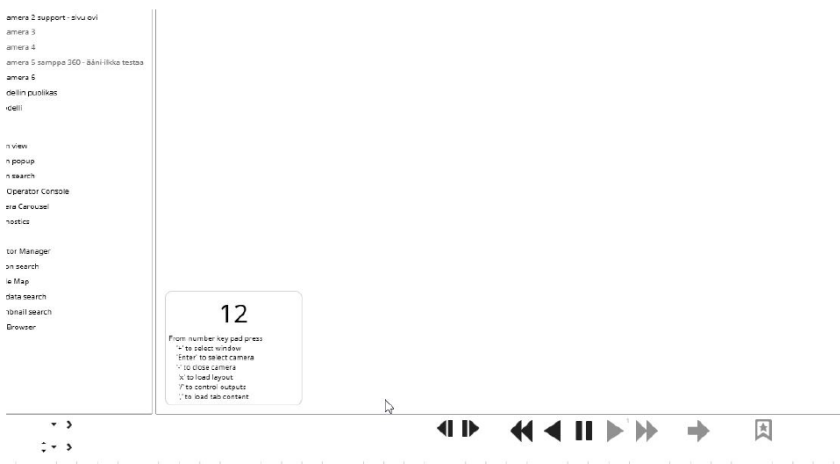 amera 2 support - sivu ovi
amera 3
amera 4
amera 5 samppa 360 - ääni-ilkka testaa
amera 6
dellin puolikas
odelli
n view
n popup
n search
Operator Console
era Carousel
nostics
tor Manager
on search
le Map
data search
nbnail search
Browser
12
From number key pad press
'+' to select window
'Enter' to select camera
'-' to close camera
'x' to load layout
'/' to control outputs
',' to load tab content